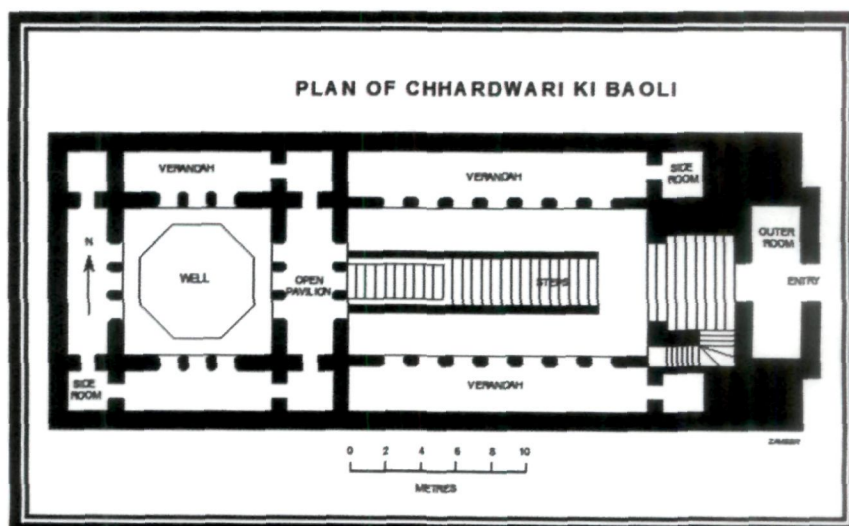 PLAN OF CHHARDWARI KI BAOLI
VERANDAH
VERANDAH
SIDE
ROOM
OUTER
ROOM
N
WELL
OPEN
PAVILION
STEPS
ENTRY
SIDE
ROOM
VERANDAH
ZAMEER
0 2 4 6 8 10
METRES